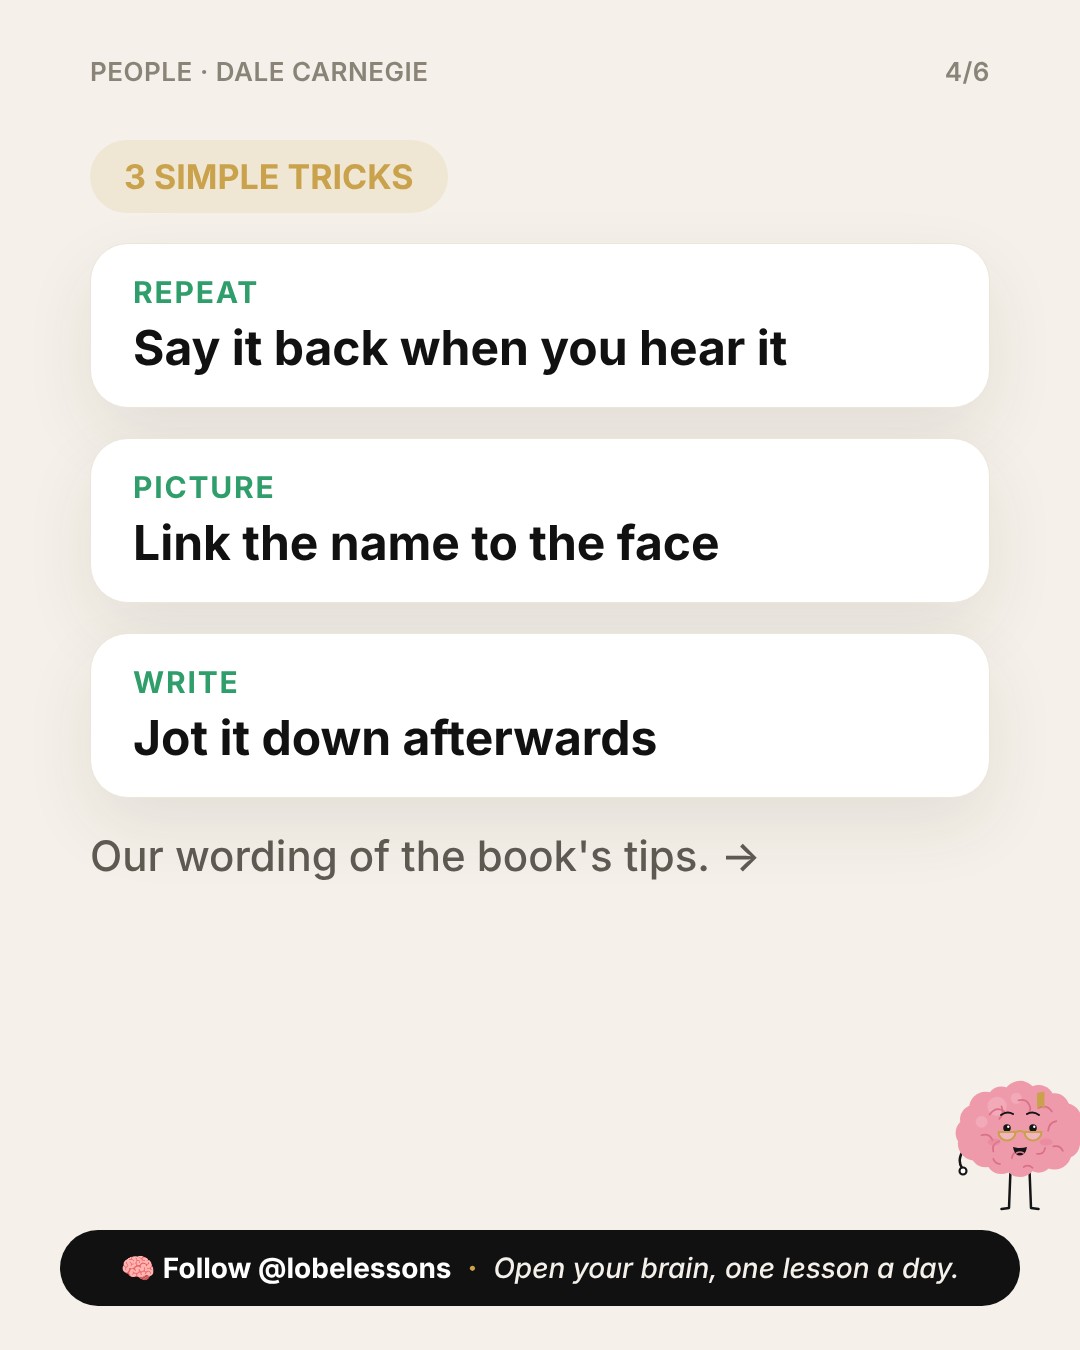 PEOPLE · DALE CARNEGIE
4/6
3 SIMPLE TRICKS
REPEAT
Say it back when you hear it
PICTURE
Link the name to the face
WRITE
Jot it down afterwards
Our wording of the book's tips. →
🧠 Follow @lobelessons · Open your brain, one lesson a day.